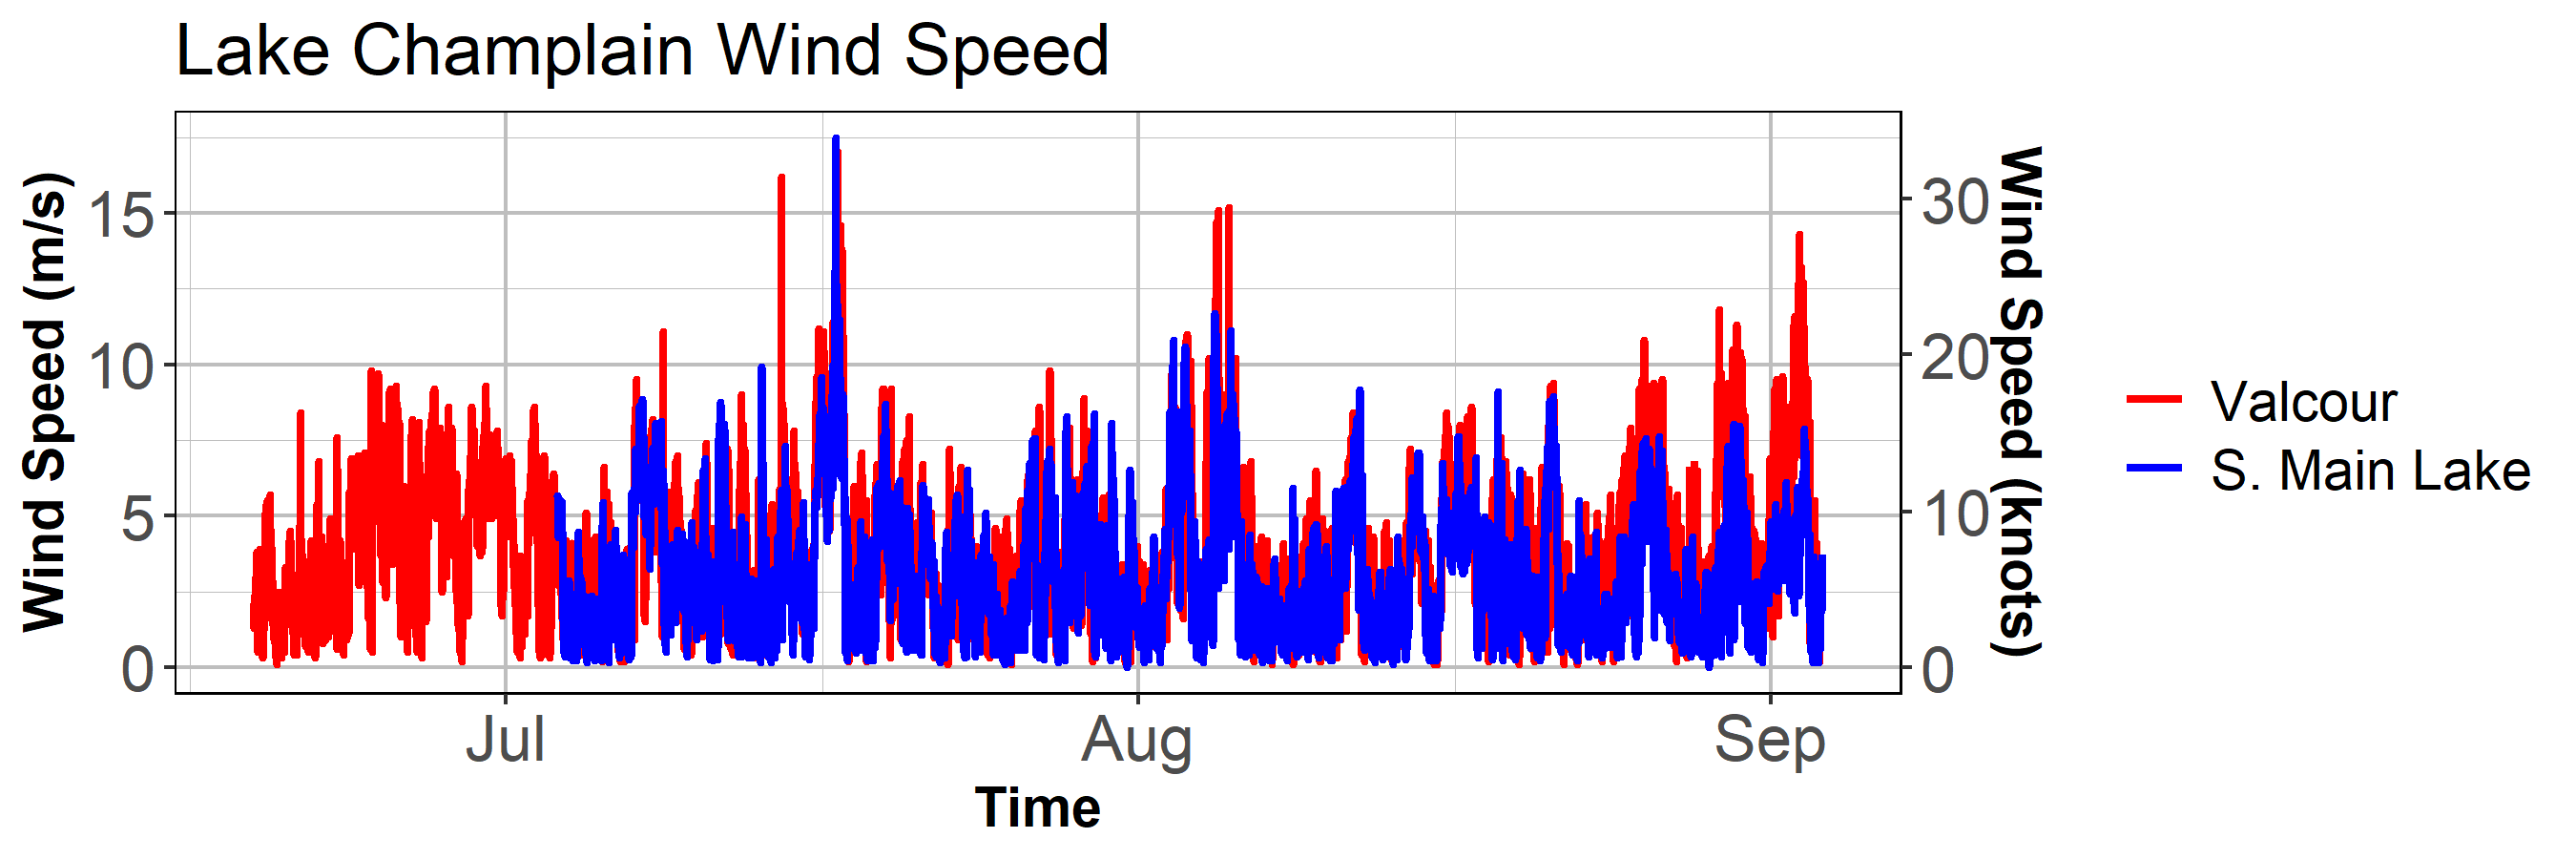 Lake Champlain Wind Speed
Wind Speed (m/s)
15
10
5
0
30
20
10
0
Wind Speed (knots)
Jul
Aug
Sep
Time
Valcour
S. Main Lake